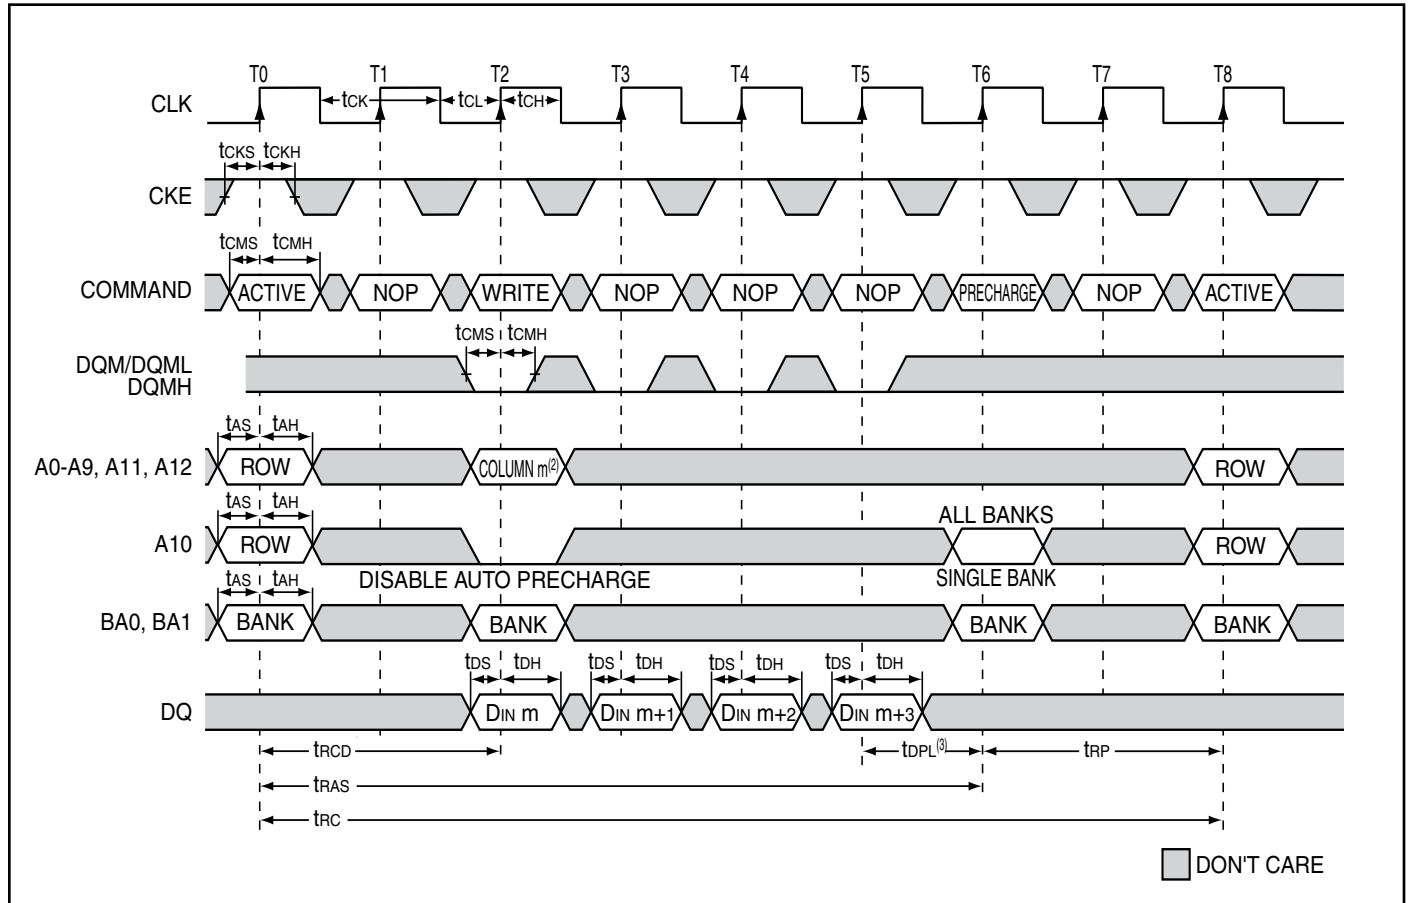 T0 T1 T2 T3 T4 T5 T6 T7 T8
CLK tCK tCL tCH
tCKS tCKH
CKE
tCMS tCMH
COMMAND ACTIVE NOP WRITE NOP NOP NOP PRECHARGE NOP ACTIVE
tCMS tCMH
DQM/DQML
DQMH
tAS tAH
A0-A9, A11, A12 ROW COLUMN m(2) ROW
tAS tAH ALL BANKS
A10 ROW ROW
DISABLE AUTO PRECHARGE SINGLE BANK
tAS tAH
BA0, BA1 BANK BANK BANK BANK
tDS tDH tDS tDH tDS tDH tDS tDH
DQ DIN m DIN m+1 DIN m+2 DIN m+3
tRCD tDPL(3) tRP
tRAS
tRC
DON'T CARE